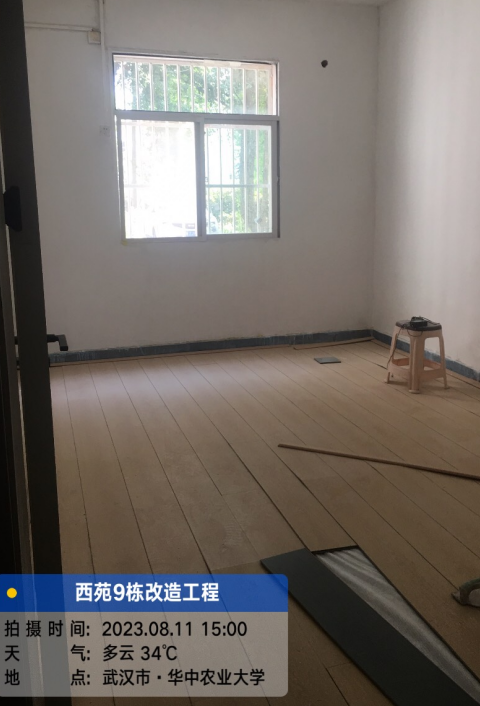 西苑9栋改造工程
拍摄时间: 2023.08.11 15:00
天气: 多云 34℃
地点: 武汉市·华中农业大学